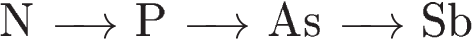 N ⟶ P ⟶ As ⟶ Sb